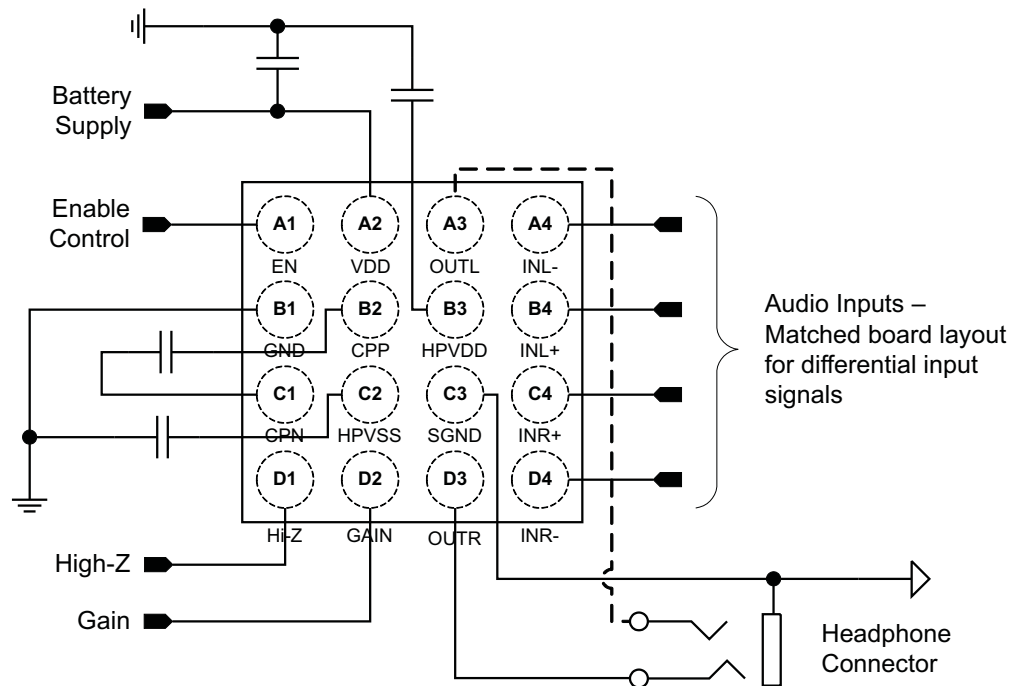 Battery
Supply
Enable
Control
A1 A2 A3 A4
EN VDD OUTL INL-
B1 B2 B3 B4
GND CPP HPVDD INL+
C1 C2 C3 C4
CPN HPVSS SGND INR+
D1 D2 D3 D4
Hi-Z GAIN OUTR INR-
High-Z
Gain
Audio Inputs –
Matched board layout
for differential input
signals
Headphone
Connector